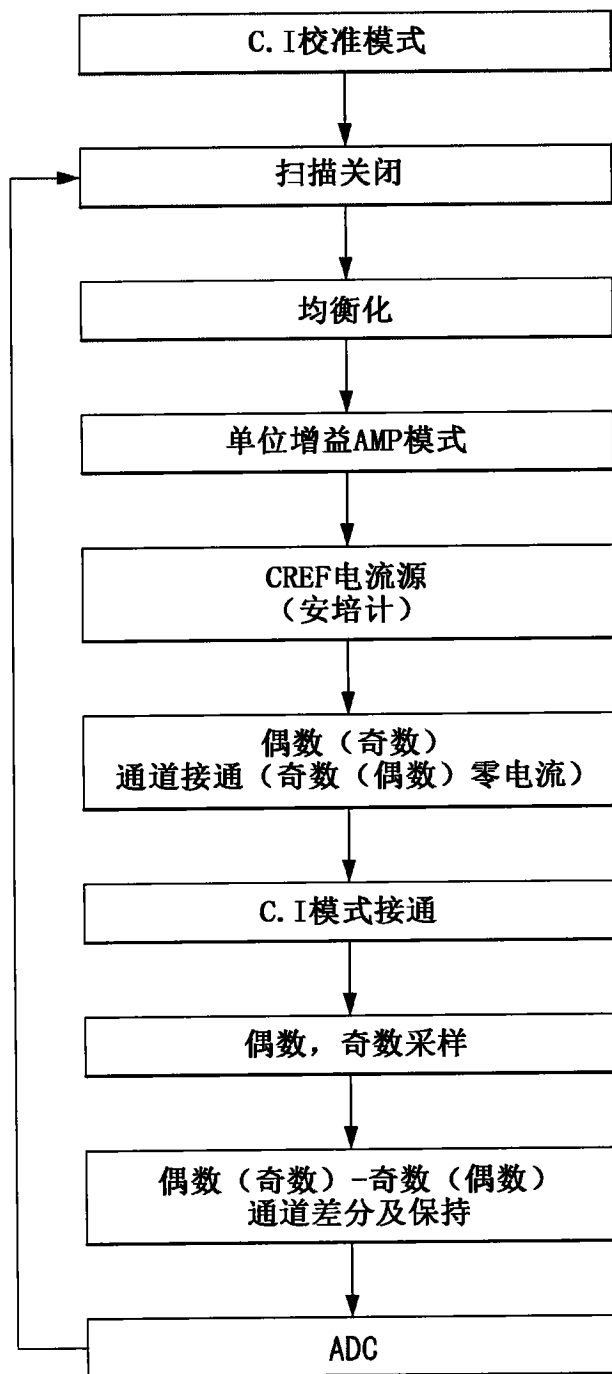 C.I校准模式
扫描关闭
均衡化
单位增益AMP模式
CREF电流源
（安培计）
偶数（奇数）
通道接通（奇数（偶数）零电流）
C.I模式接通
偶数，奇数采样
偶数（奇数）-奇数（偶数）
通道差分及保持
ADC